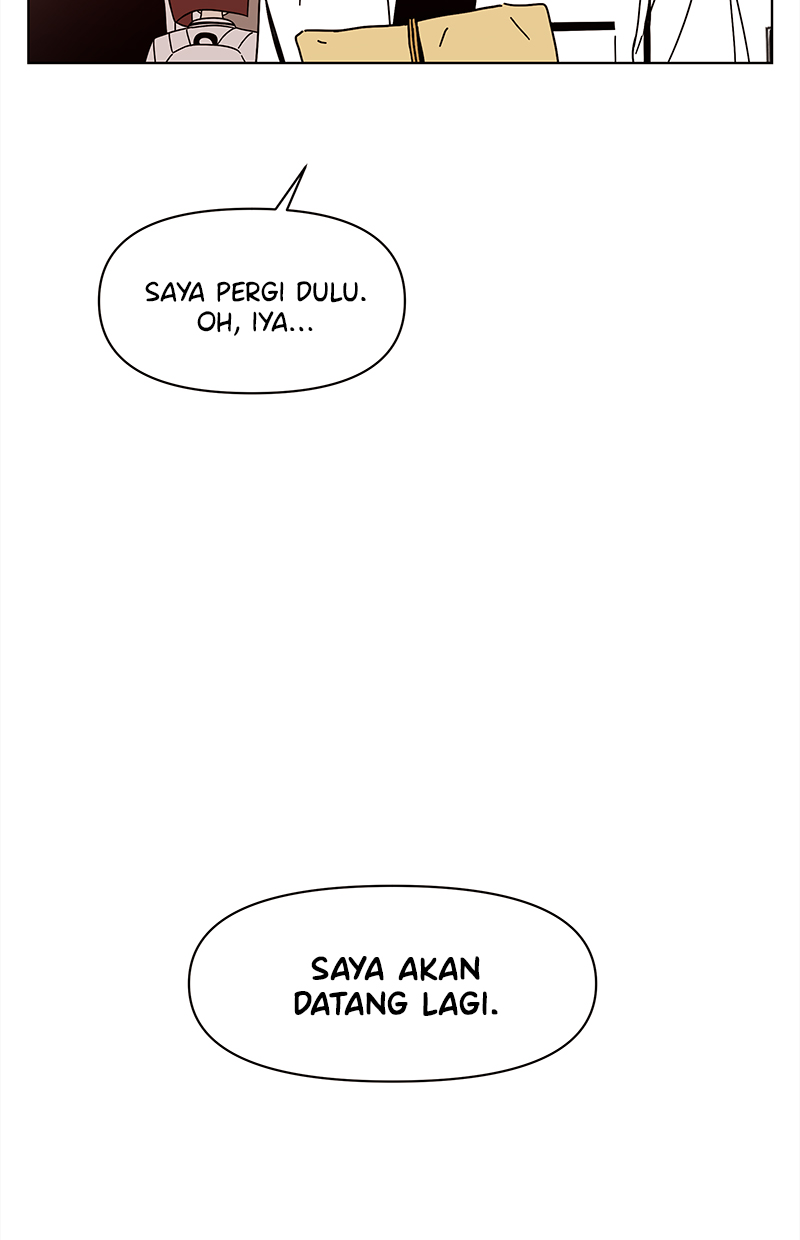 SAYA PERGI DULU.
OH, IYA...
SAYA AKAN
DATANG LAGI.